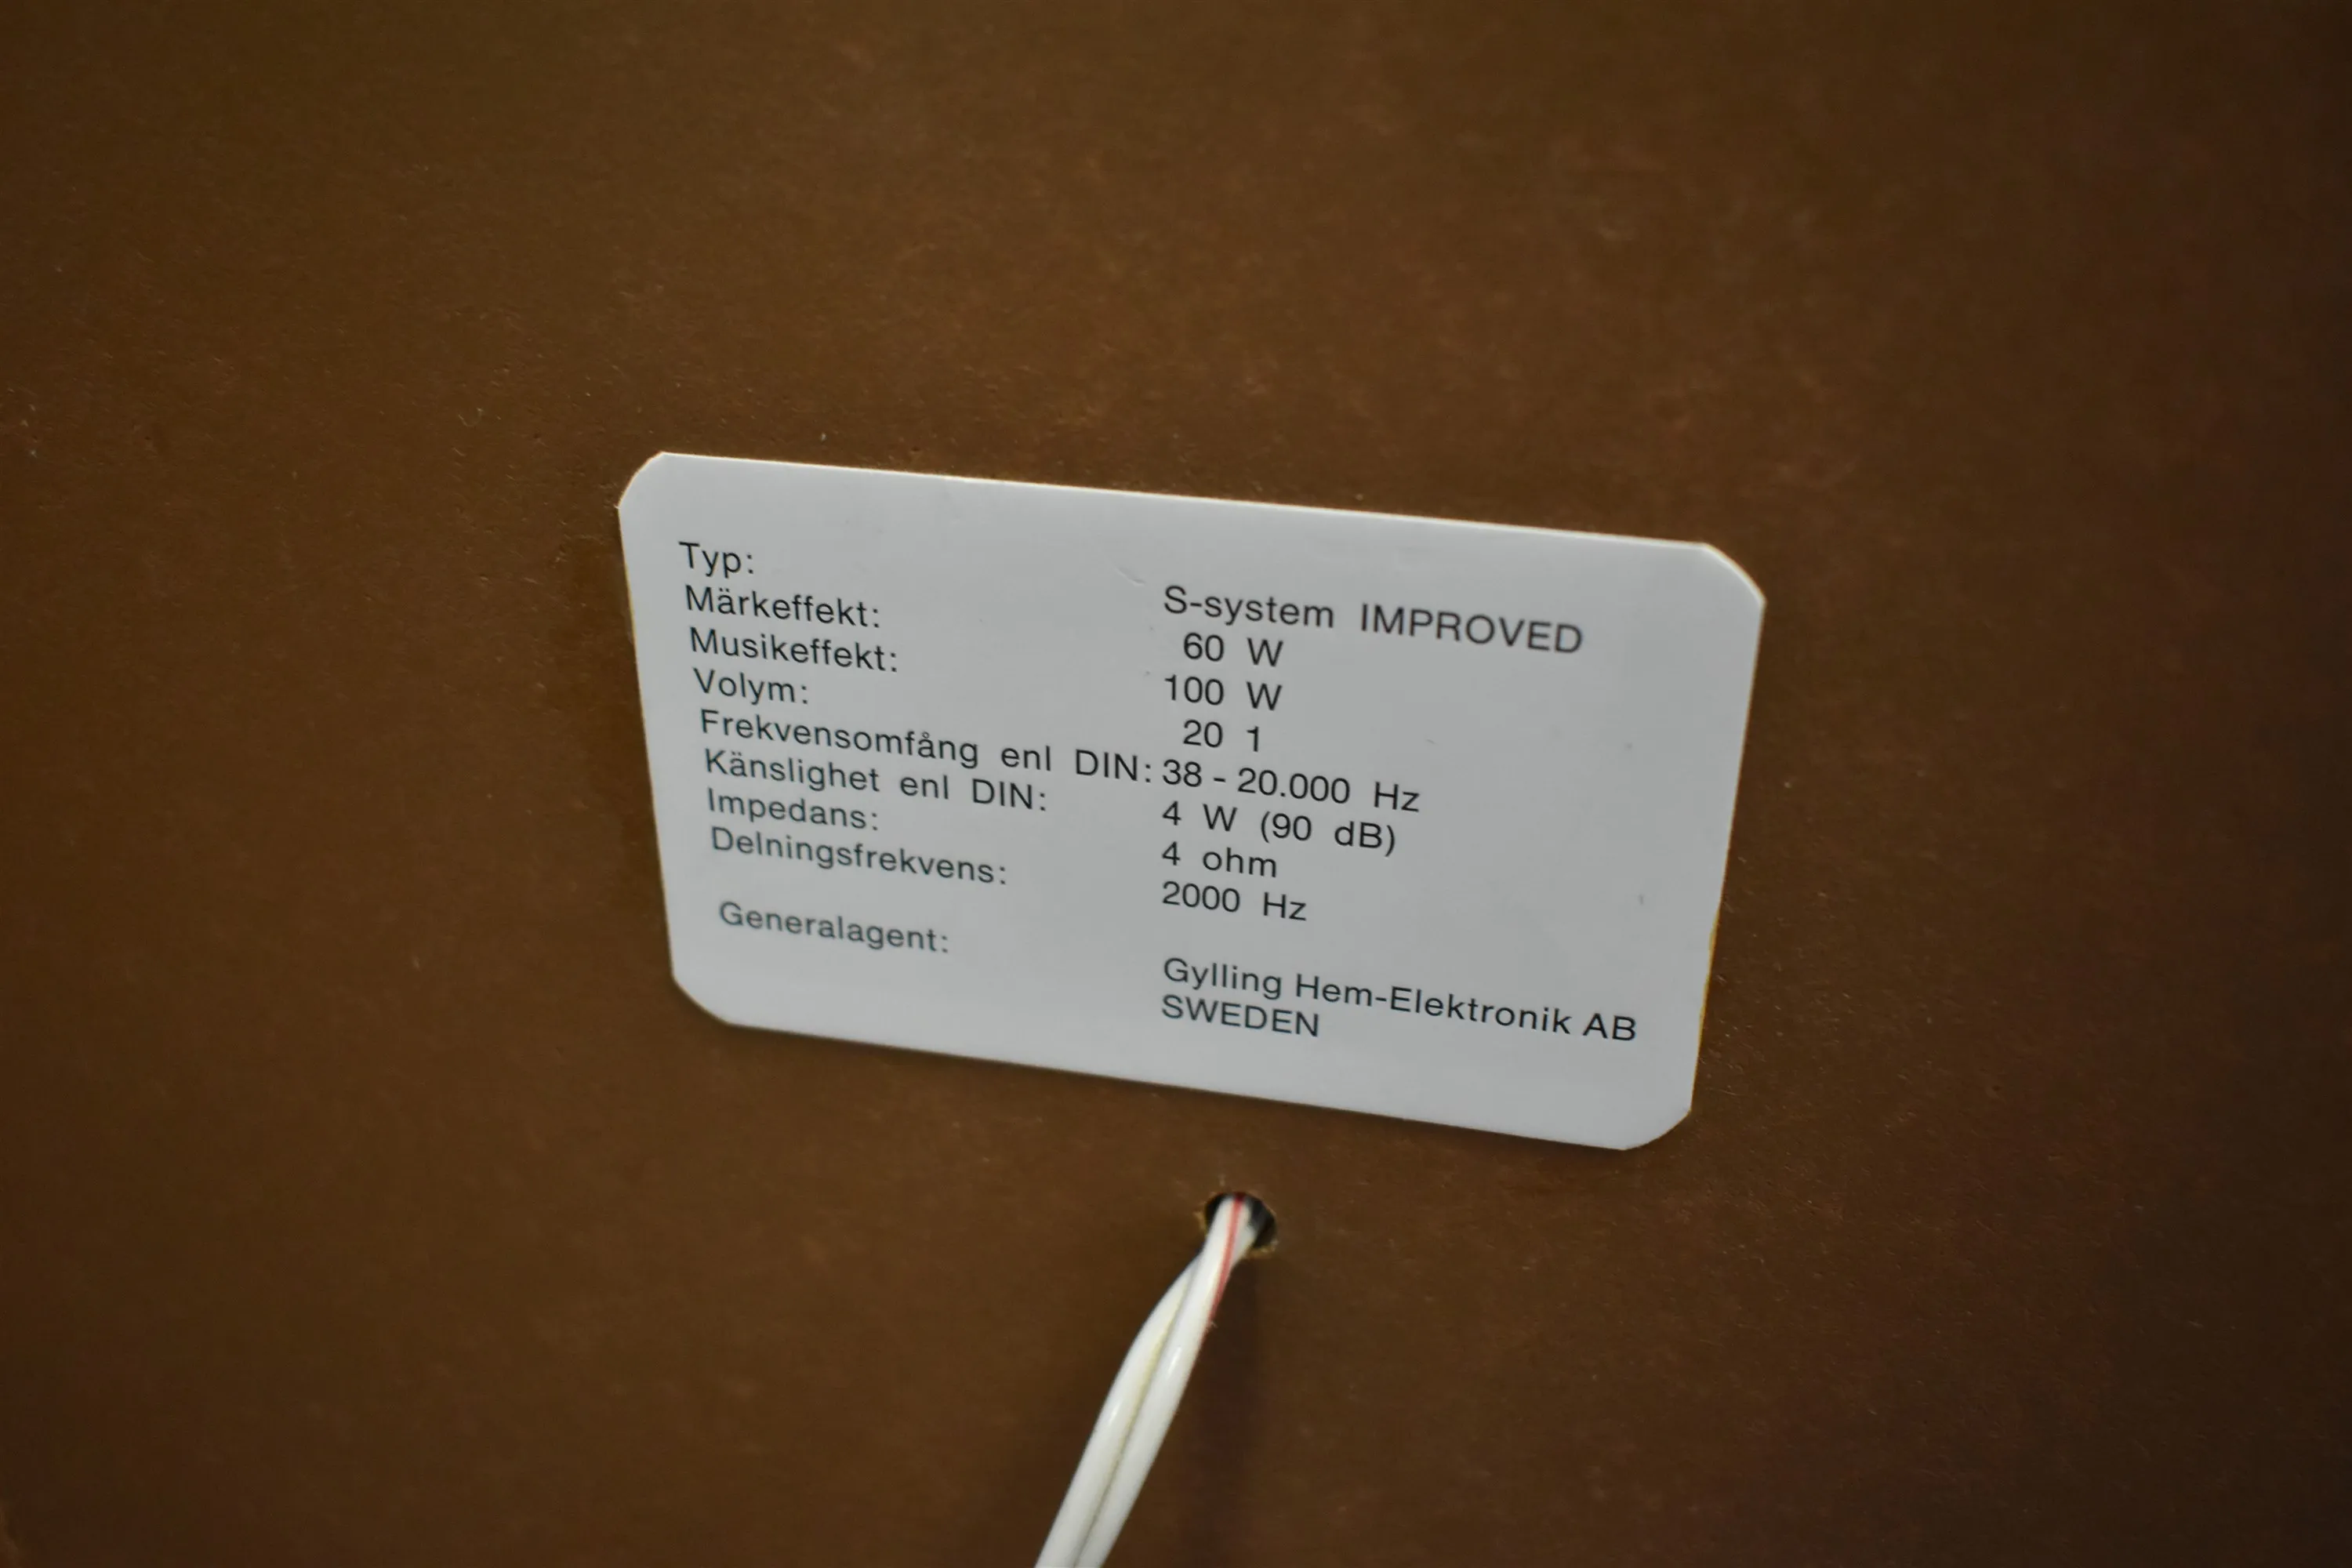 Typ: S-system IMPROVED
Märkeffekt: 60 W
Musikeffekt: 100 W
Volym: 20 1
Frekvensomfång enl DIN: 38 - 20.000 Hz
Känslighet enl DIN: 4 W (90 dB)
Impedans: 4 ohm
Delningsfrekvens: 2000 Hz
Generalagent: Gylling Hem-Elektronik AB
SWEDEN